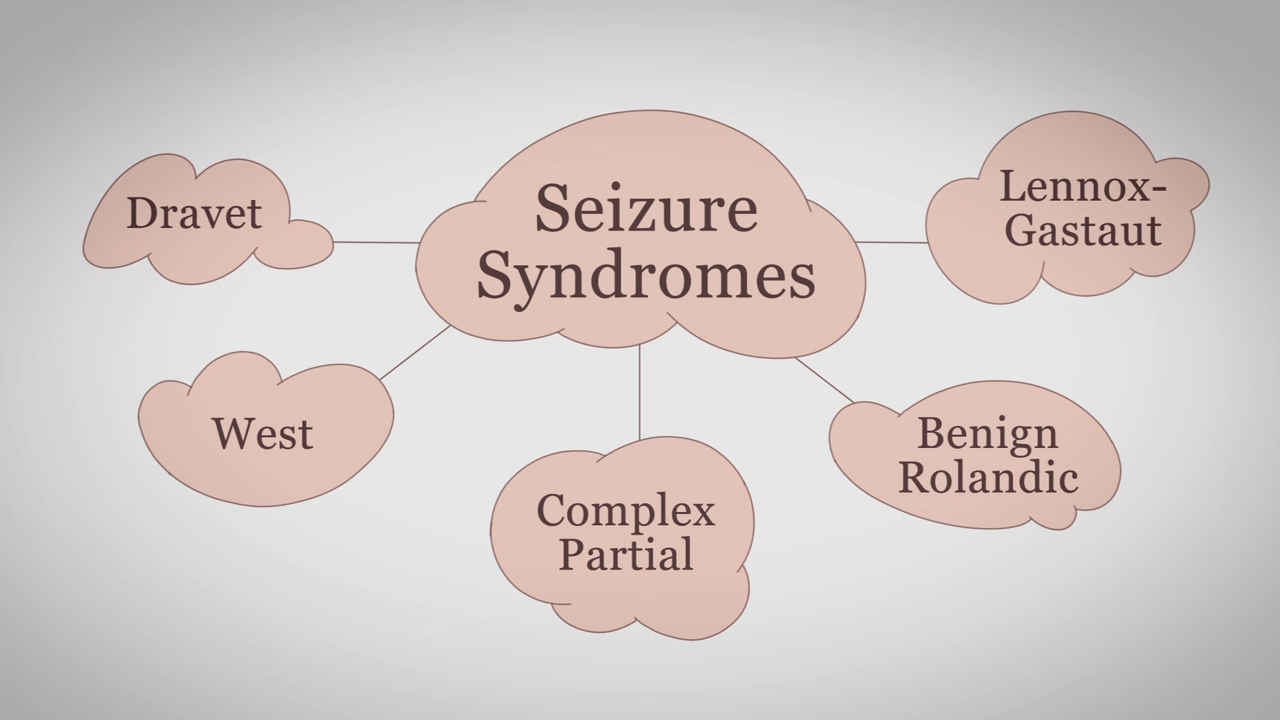 Seizure
Syndromes
Dravet
Lennox-
Gastaut
West
Benign
Rolandic
Complex
Partial